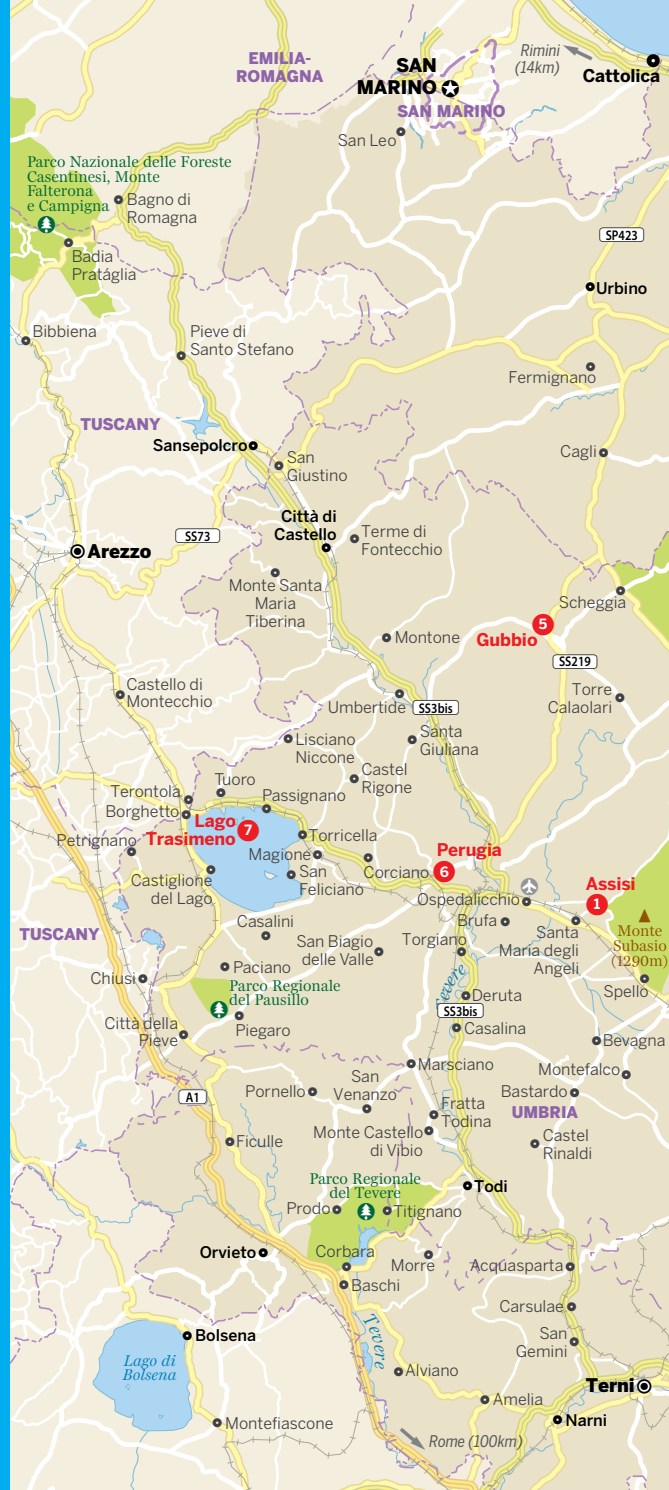 Rimini
(14km)
EMILIA-
ROMAGNA
SAN
MARINO
Cattolica
SAN MARINO
San Leo
Parco Nazionale delle Foreste
Casentinesi, Monte
Falterona
e Campigna
Bagno di
Romagna
SP423
Badia
Pratáglia
Urbino
Bibbiena
Pieve di
Santo Stefano
Fermignano
TUSCANY
Sansepolcro
San
Giustino
Cagli
Città di
Castello
Terme di
Fontecchio
SS73
Arezzo
Monte Santa
Maria
Tiberina
Scheggia
5
Gubbio
Montone
SS219
Castello di
Montecchio
Umbertide
SS3bis
Torre
Calaolari
Lisciano
Niccone
Santa
Giuliana
Castel
Rigone
Tuoro
Terontola
Passignano
Borghetto
Lago
Trasimeno
7
Torricella
Petrignano
Magione
Perugia
6
Corciano
San
Feliciano
Castiglione
del Lago
Assisi
1
Ospedalicchio
Brufa
Santa
Maria degli
Angeli
Monte
Subasio
(1290m)
TUSCANY
Casalini
San Biagio
delle Valle
Torgiano
Paciano
Chiusi
Tevere
Spello
Parco Regionale
del Pausillo
Deruta
SS3bis
Piegaro
Casalina
Città della
Pieve
Bevagna
Marsciano
Montefalco
A1
Pornello
San
Venanzo
Bastardo
Fratta
Todina
UMBRIA
Monte Castello
di Vibio
Ficulle
Castel
Rinaldi
Parco Regionale
del Tevere
Todi
Prodo
Titignano
Orvieto
Corbara
Morre
Acquasparta
Baschi
Carsulae
Tevere
Bolsena
San
Gemini
Lago di
Bolsena
Alviano
Terni
Amelia
Narni
Montefiascone
Rome (100km)